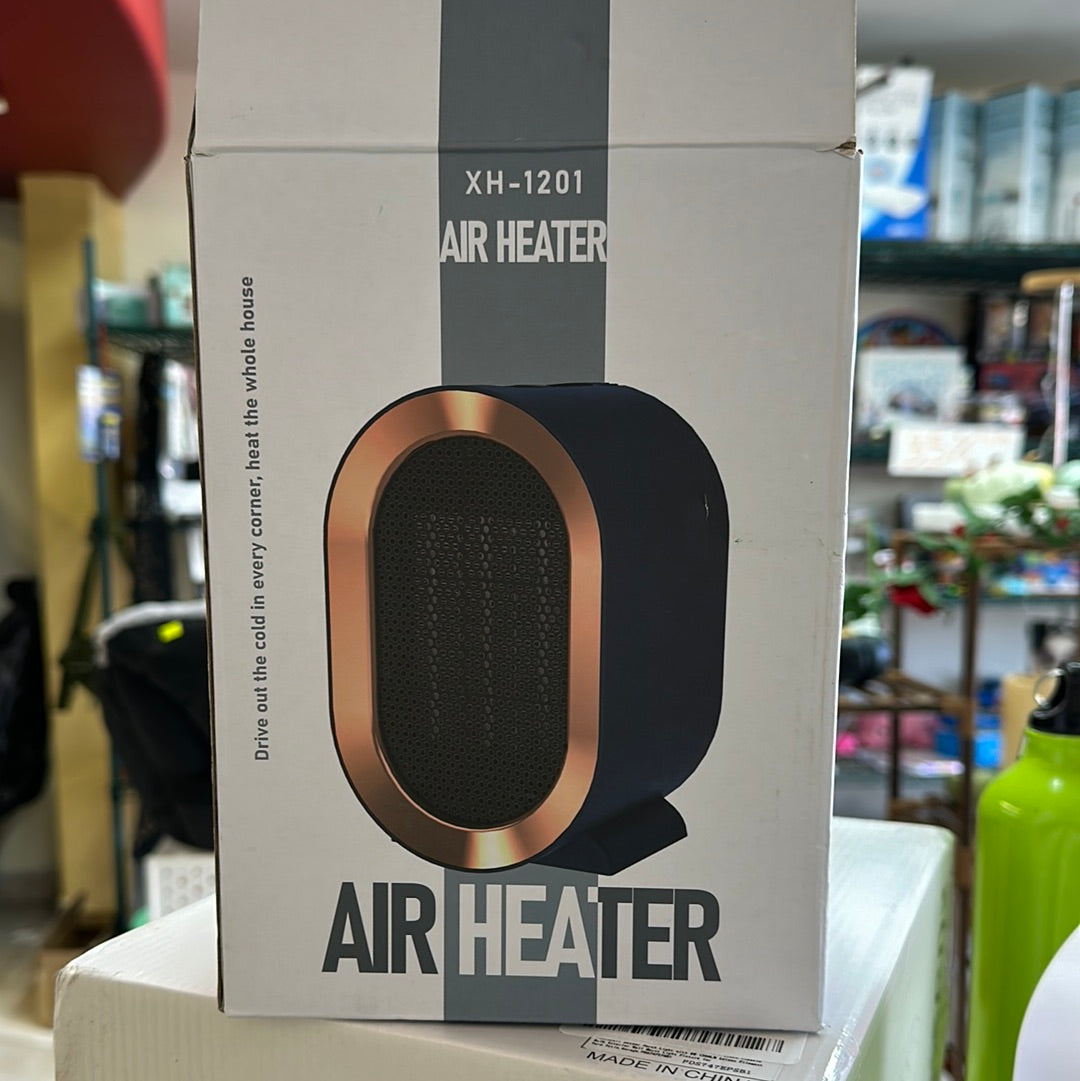 XH-1201
AIR HEATER
Drive out the cold in every corner, heat the whole house
AIR HEATER
MADE IN CHIN